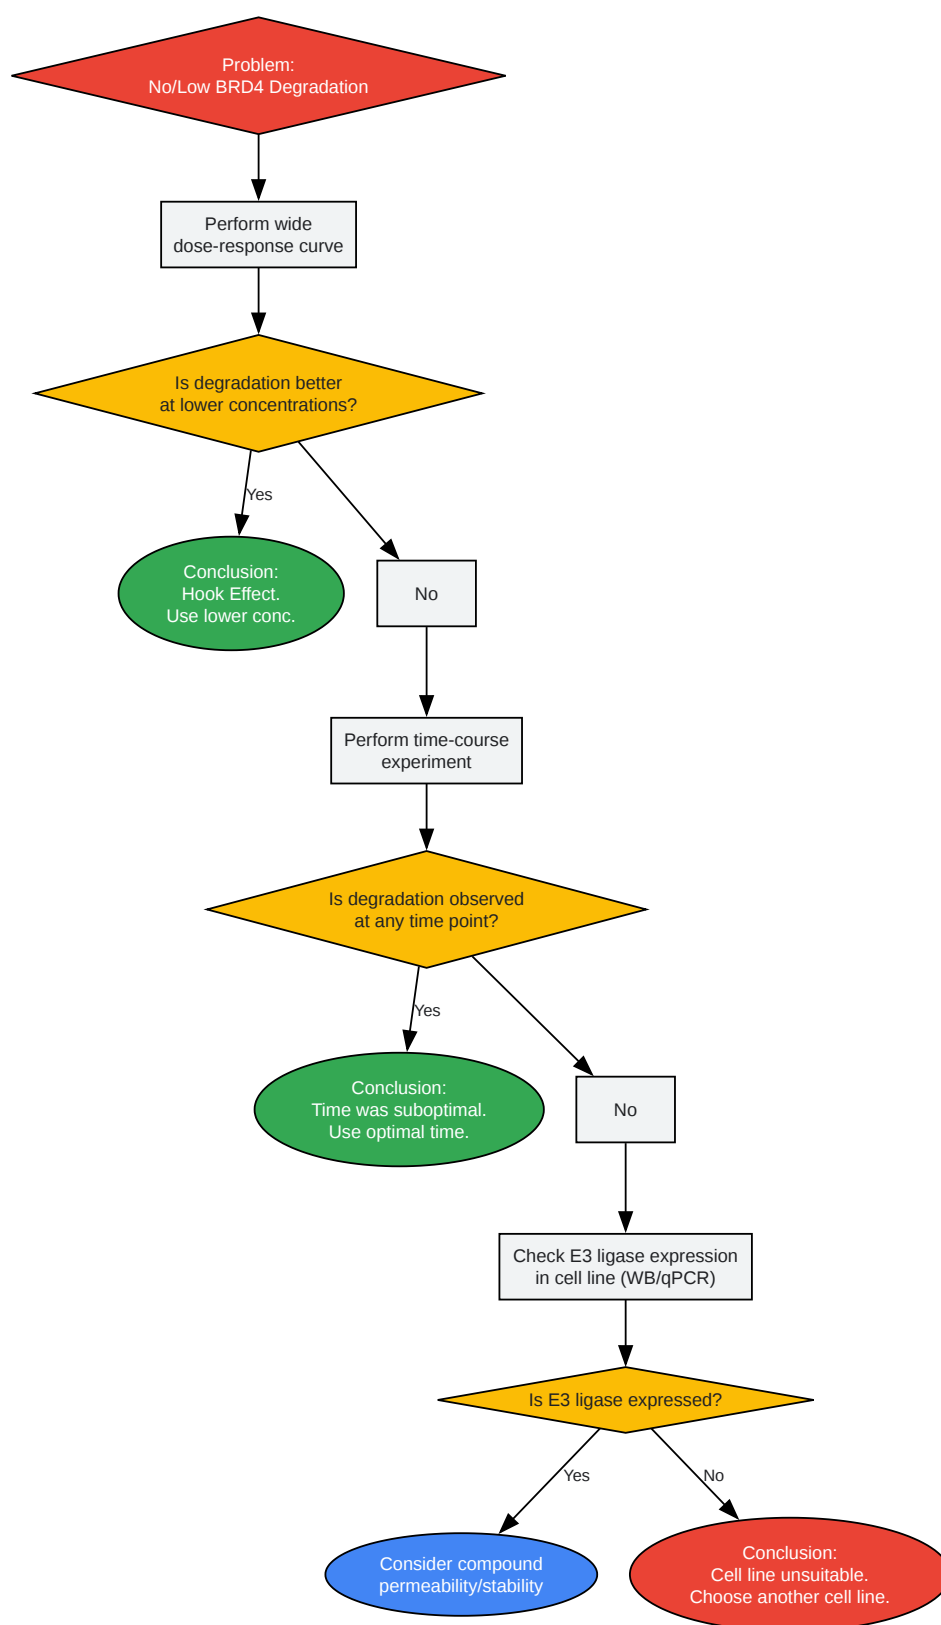 Problem:
No/Low BRD4 Degradation
Perform wide
dose-response curve
Is degradation better
at lower concentrations?
Yes
Conclusion:
Hook Effect.
Use lower conc.
No
Perform time-course
experiment
Is degradation observed
at any time point?
Yes
Conclusion:
Time was suboptimal.
Use optimal time.
No
Check E3 ligase expression
in cell line (WB/qPCR)
Is E3 ligase expressed?
Yes
No
Consider compound
permeability/stability
Conclusion:
Cell line unsuitable.
Choose another cell line.